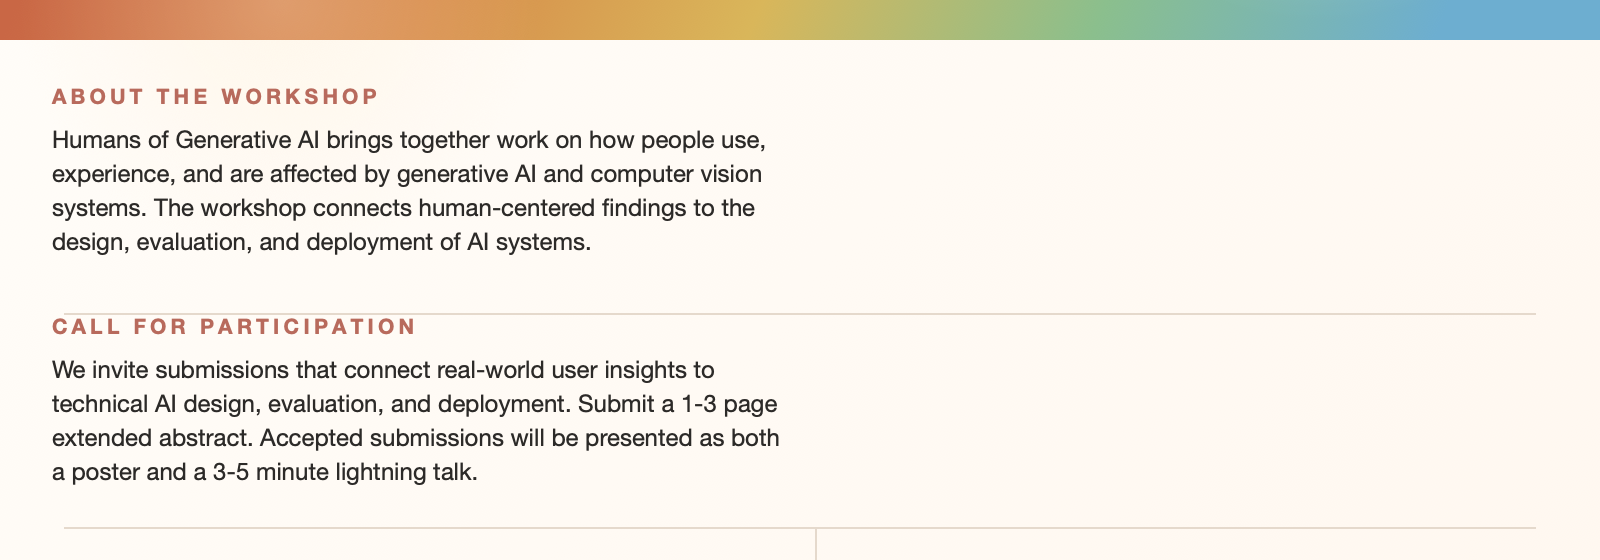 ABOUT THE WORKSHOP
Humans of Generative AI brings together work on how people use,
experience, and are affected by generative AI and computer vision
systems. The workshop connects human-centered findings to the
design, evaluation, and deployment of AI systems.
CALL FOR PARTICIPATION
We invite submissions that connect real-world user insights to
technical AI design, evaluation, and deployment. Submit a 1-3 page
extended abstract. Accepted submissions will be presented as both
a poster and a 3-5 minute lightning talk.